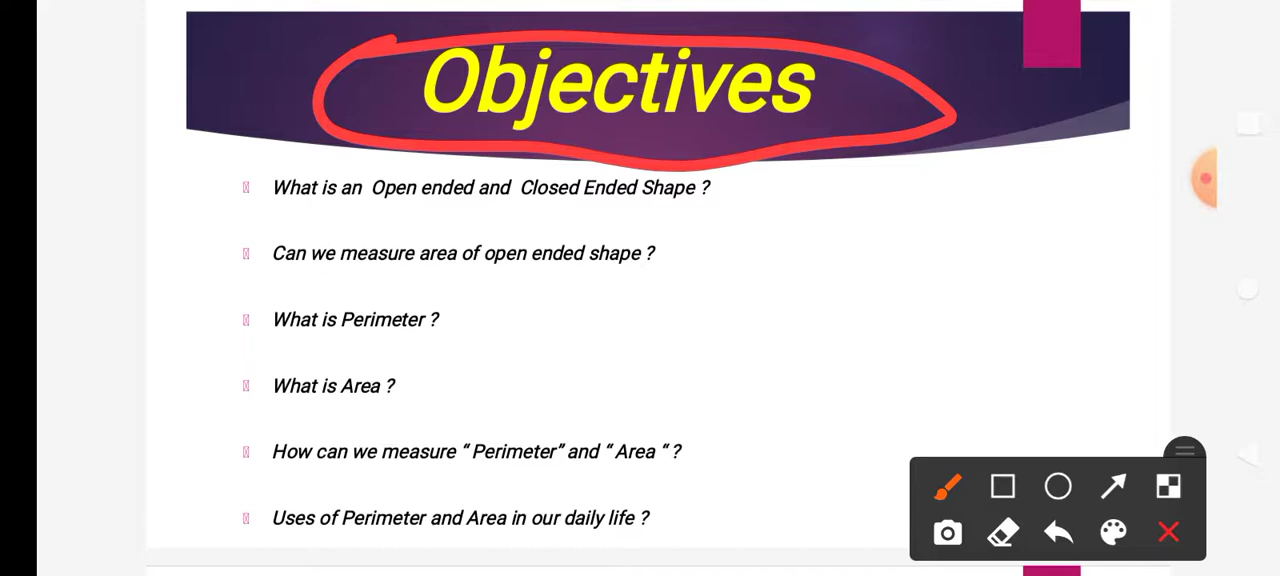 Objectives
What is an Open ended and Closed Ended Shape ?
Can we measure area of open ended shape ?
What is Perimeter ?
What is Area ?
How can we measure “ Perimeter” and “ Area “ ?
Uses of Perimeter and Area in our daily life ?